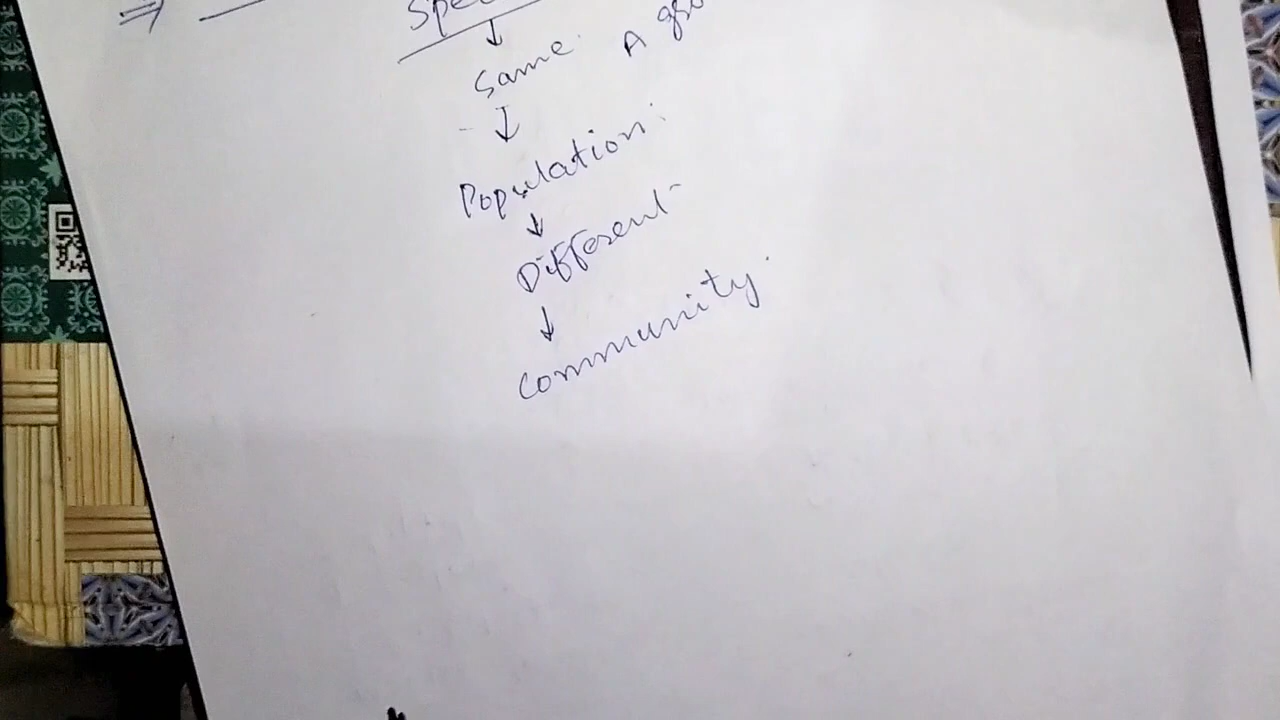 ⇒
↓
Same.
↓
Population:
↓
Different
↓
Community.
A